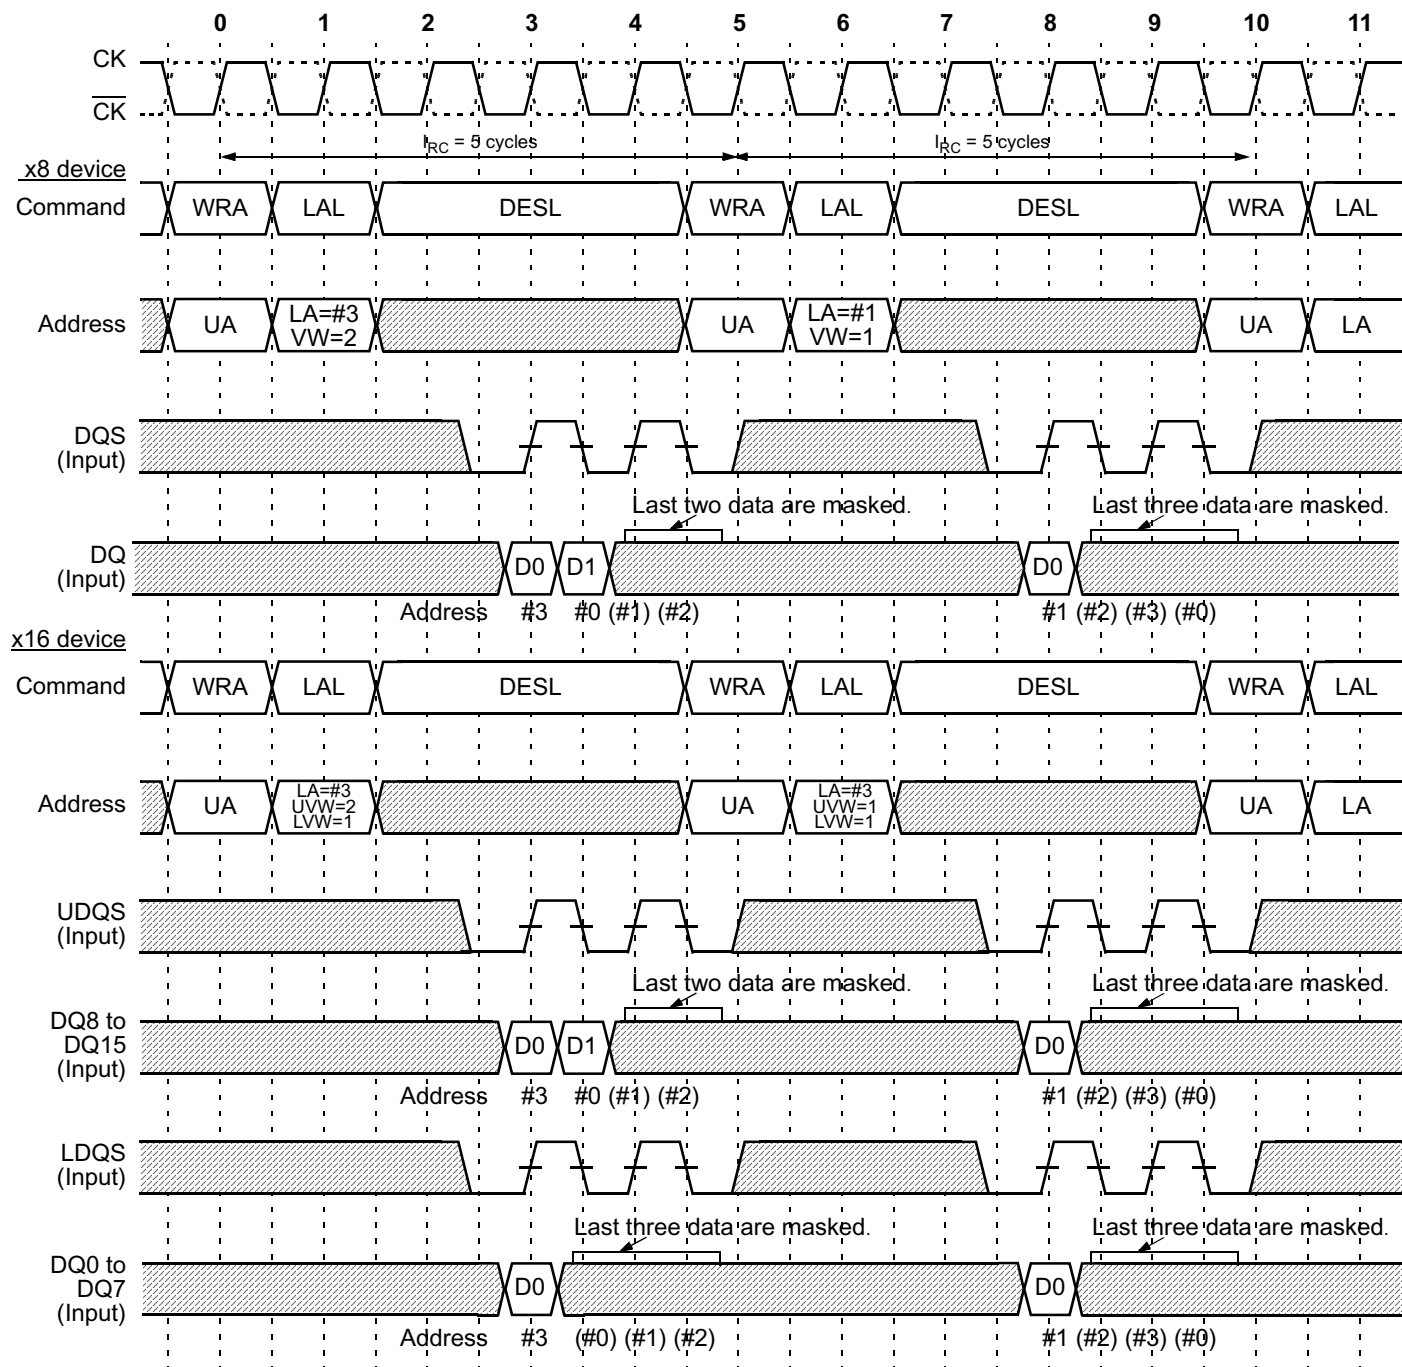 0 1 2 3 4 5 6 7 8 9 10 11
CK
CK
IRC = 5 cycles IRC = 5 cycles
x8 device
Command WRA LAL DESL WRA LAL DESL WRA LAL
Address UA LA=#3 VW=2 UA LA=#1 VW=1 UA LA
DQS
(Input)
Last two data are masked. Last three data are masked.
DQ
(Input)
D0 D1 D0
Address #3 #0 (#1) (#2) #1 (#2) (#3) (#0)
x16 device
Command WRA LAL DESL WRA LAL DESL WRA LAL
Address UA LA=#3 UVW=2 LVW=1 UA LA=#3 UVW=1 LVW=1 UA LA
UDQS
(Input)
Last two data are masked. Last three data are masked.
DQ8 to
DQ15
(Input)
D0 D1 D0
Address #3 #0 (#1) (#2) #1 (#2) (#3) (#0)
LDQS
(Input)
Last three data are masked. Last three data are masked.
DQ0 to
DQ7
(Input)
D0 D0
Address #3 (#0) (#1) (#2) #1 (#2) (#3) (#0)